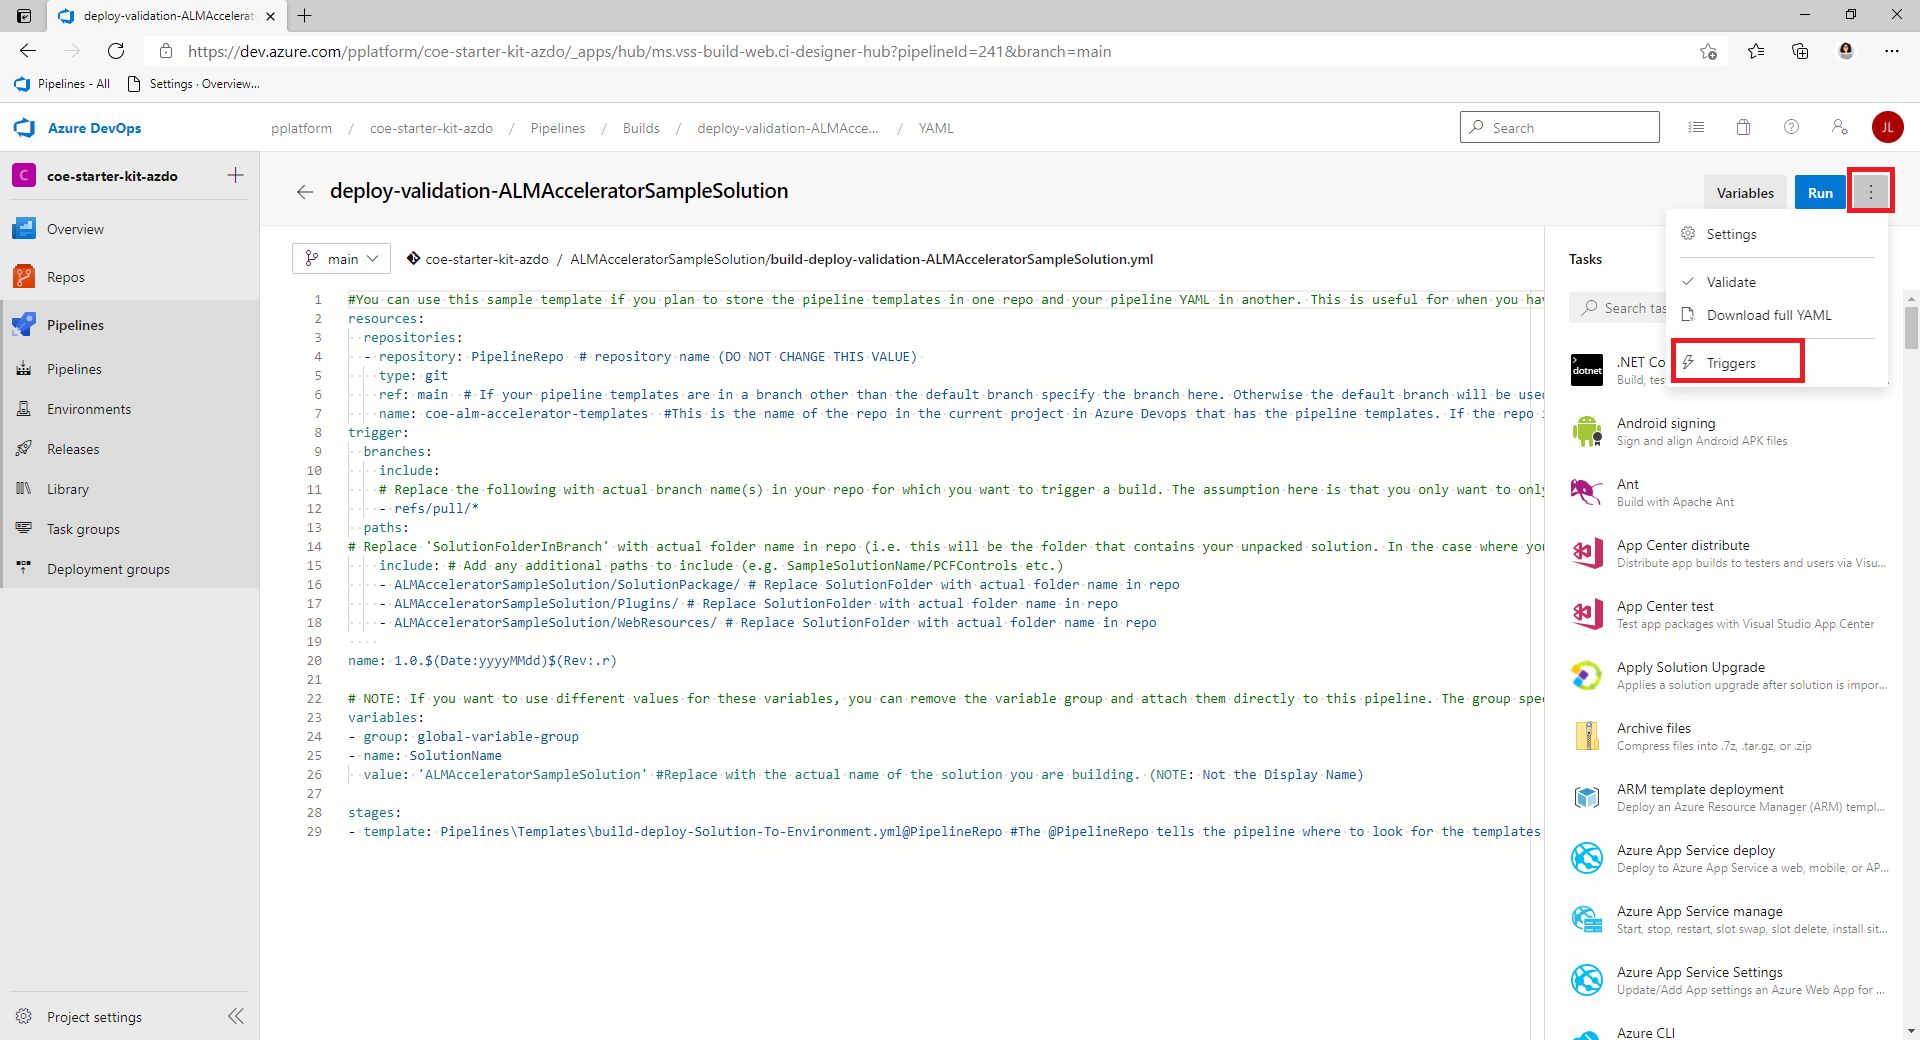 deploy-validation-ALMAccelerato
https://dev.azure.com/pplatform/coe-starter-kit-azdo/_apps/hub/ms.vss-build-web.ci-designer-hub?pipelineId=241&branch=main
Pipelines - All
Settings · Overview...
Azure DevOps
pplatform / coe-starter-kit-azdo / Pipelines / Builds / deploy-validation-ALMAcce... / YAML
Search
JL
C
coe-starter-kit-azdo
Overview
Repos
Pipelines
Pipelines
Environments
Releases
Library
Task groups
Deployment groups
Project settings
deploy-validation-ALMAcceleratorSampleSolution
Variables
Run
main
coe-starter-kit-azdo / ALMAcceleratorSampleSolution/build-deploy-validation-ALMAcceleratorSampleSolution.yml
1 #You can use this sample template if you plan to store the pipeline templates in one repo and your pipeline YAML in another. This is useful for when you hav
2 resources:
3 repositories:
4 - repository: PipelineRepo # repository name (DO NOT CHANGE THIS VALUE)
5 type: git
6 ref: main # If your pipeline templates are in a branch other than the default branch specify the branch here. Otherwise the default branch will be used
7 name: coe-alm-accelerator-templates #This is the name of the repo in the current project in Azure Devops that has the pipeline templates. If the repo i
8 trigger:
9 branches:
10 include:
11 # Replace the following with actual branch name(s) in your repo for which you want to trigger a build. The assumption here is that you only want to only
12 - refs/pull/*
13 paths:
14 # Replace 'SolutionFolderInBranch' with actual folder name in repo (i.e. this will be the folder that contains your unpacked solution. In the case where you
15 include: # Add any additional paths to include (e.g. SampleSolutionName/PCFControls etc.)
16 - ALMAcceleratorSampleSolution/SolutionPackage/ # Replace SolutionFolder with actual folder name in repo
17 - ALMAcceleratorSampleSolution/Plugins/ # Replace SolutionFolder with actual folder name in repo
18 - ALMAcceleratorSampleSolution/WebResources/ # Replace SolutionFolder with actual folder name in repo
19
20 name: 1.0.$(Date:yyyyMMdd)$(Rev:.r)
21
22 # NOTE: If you want to use different values for these variables, you can remove the variable group and attach them directly to this pipeline. The group spec
23 variables:
24 - group: global-variable-group
25 - name: SolutionName
26 value: 'ALMAcceleratorSampleSolution' #Replace with the actual name of the solution you are building. (NOTE: Not the Display Name)
27
28 stages:
29 - template: Pipelines\Templates\build-deploy-Solution-To-Environment.yml@PipelineRepo #The @PipelineRepo tells the pipeline where to look for the templates
Settings
Validate
Download full YAML
Triggers
Tasks
Search tas
dotnet
.NET Co
Build, tes
Android signing
Sign and align Android APK files
Ant
Build with Apache Ant
App Center distribute
Distribute app builds to testers and users via Visu...
App Center test
Test app packages with Visual Studio App Center
Apply Solution Upgrade
Applies a solution upgrade after solution is impor...
Archive files
Compress files into .7z, .tar.gz, or .zip
ARM template deployment
Deploy an Azure Resource Manager (ARM) templ...
Azure App Service deploy
Deploy to Azure App Service a web, mobile, or AP...
Azure App Service manage
Start, stop, restart, slot swap, slot delete, install sit...
Azure App Service Settings
Update/Add App settings an Azure Web App for ...
Azure CLI